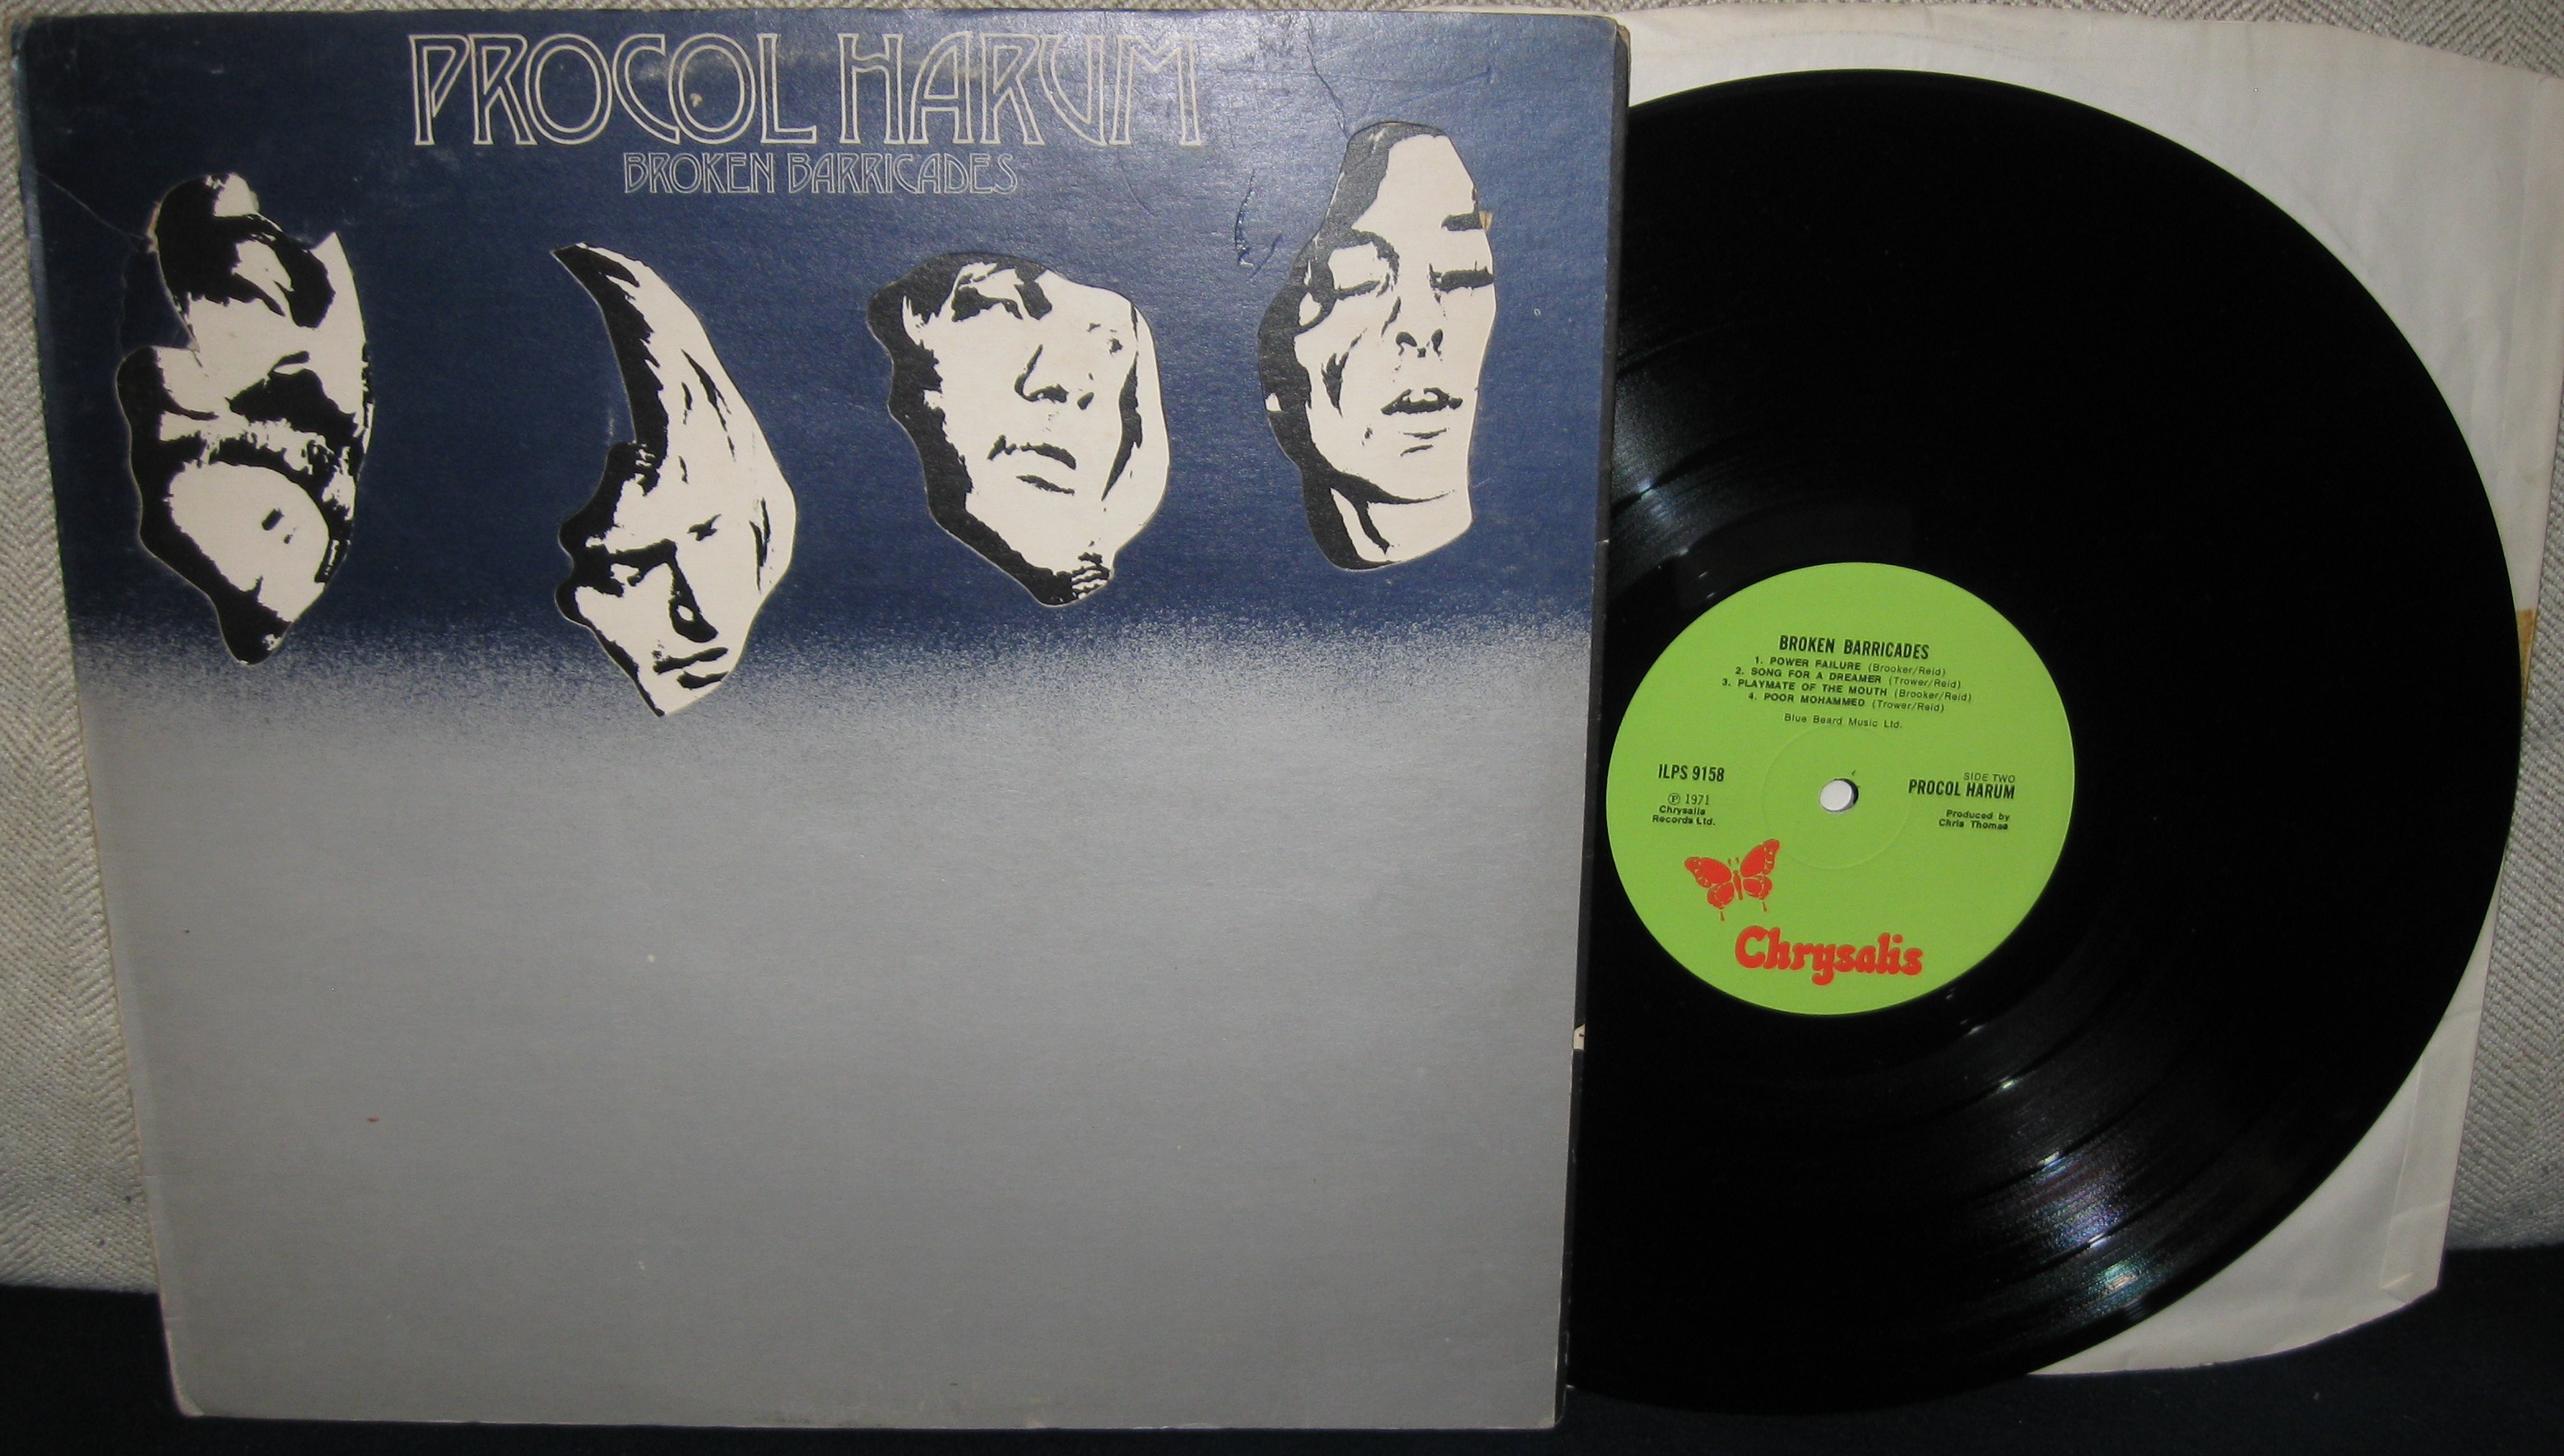 PROCOL HARUM
BROKEN BARRICADES
BROKEN BARRICADES
1. POWER FAILURE (Brooker/Reid)
2. SONG FOR A DREAMER (Trower/Reid)
3. PLAYMATE OF THE MOUTH (Brooker/Reid)
4. POOR MOHAMMED (Trower/Reid)
Blue Beard Music Ltd.
ILPS 9158
℗ 1971
Chrysalis
Records Ltd.
SIDE TWO
PROCOL HARUM
Produced by
Chris Thomas
Chrysalis